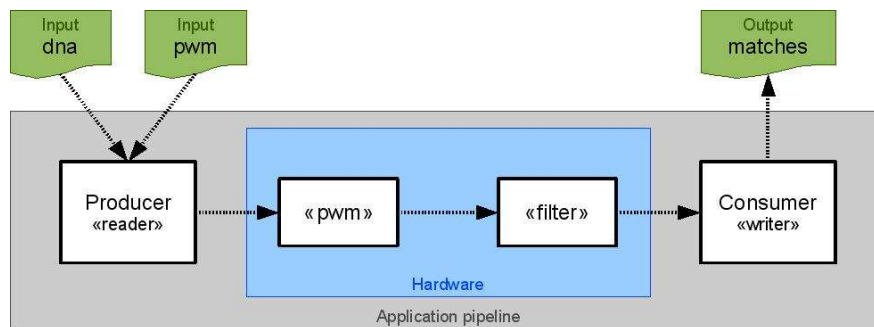 Input
dna
Input
pwm
Output
matches
Producer
«reader»
«pwm»
«filter»
Consumer
«writer»
Hardware
Application pipeline